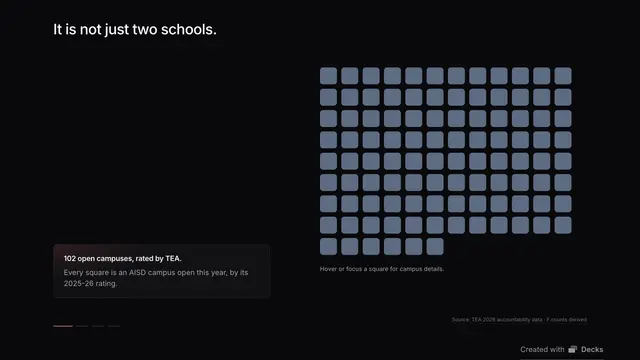 It is not just two schools.
102 open campuses, rated by TEA.
Every square is an AISD campus open this year, by its
2025-26 rating.
Hover or focus a square for campus details.
Source: TEA 2026 accountability data · F counts derived
Created with Decks